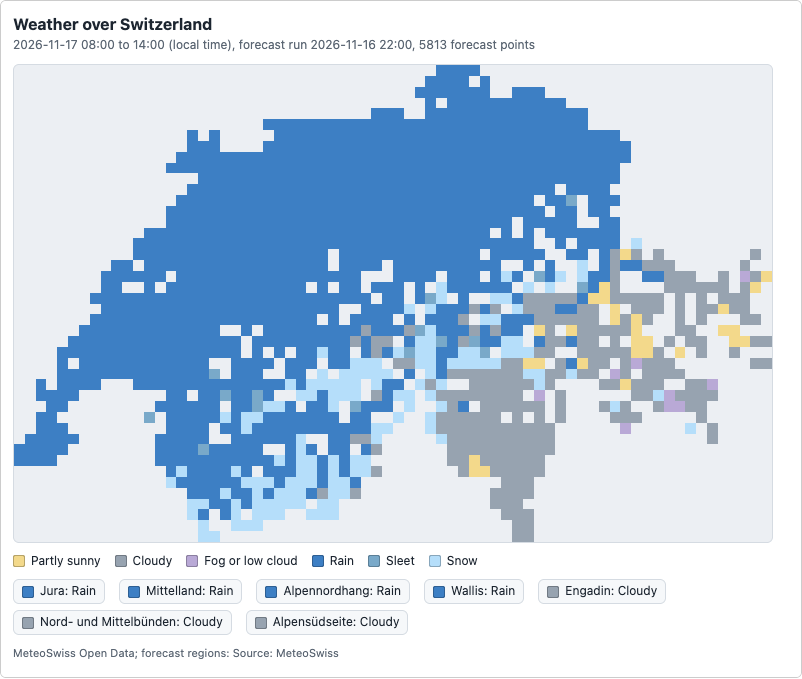 Weather over Switzerland
2026-11-17 08:00 to 14:00 (local time), forecast run 2026-11-16 22:00, 5813 forecast points
Partly sunny Cloudy Fog or low cloud Rain Sleet Snow
Jura: Rain Mittelland: Rain Alpennordhang: Rain Wallis: Rain Engadin: Cloudy
Nord- und Mittelbünden: Cloudy Alpensüdseite: Cloudy
MeteoSwiss Open Data; forecast regions: Source: MeteoSwiss